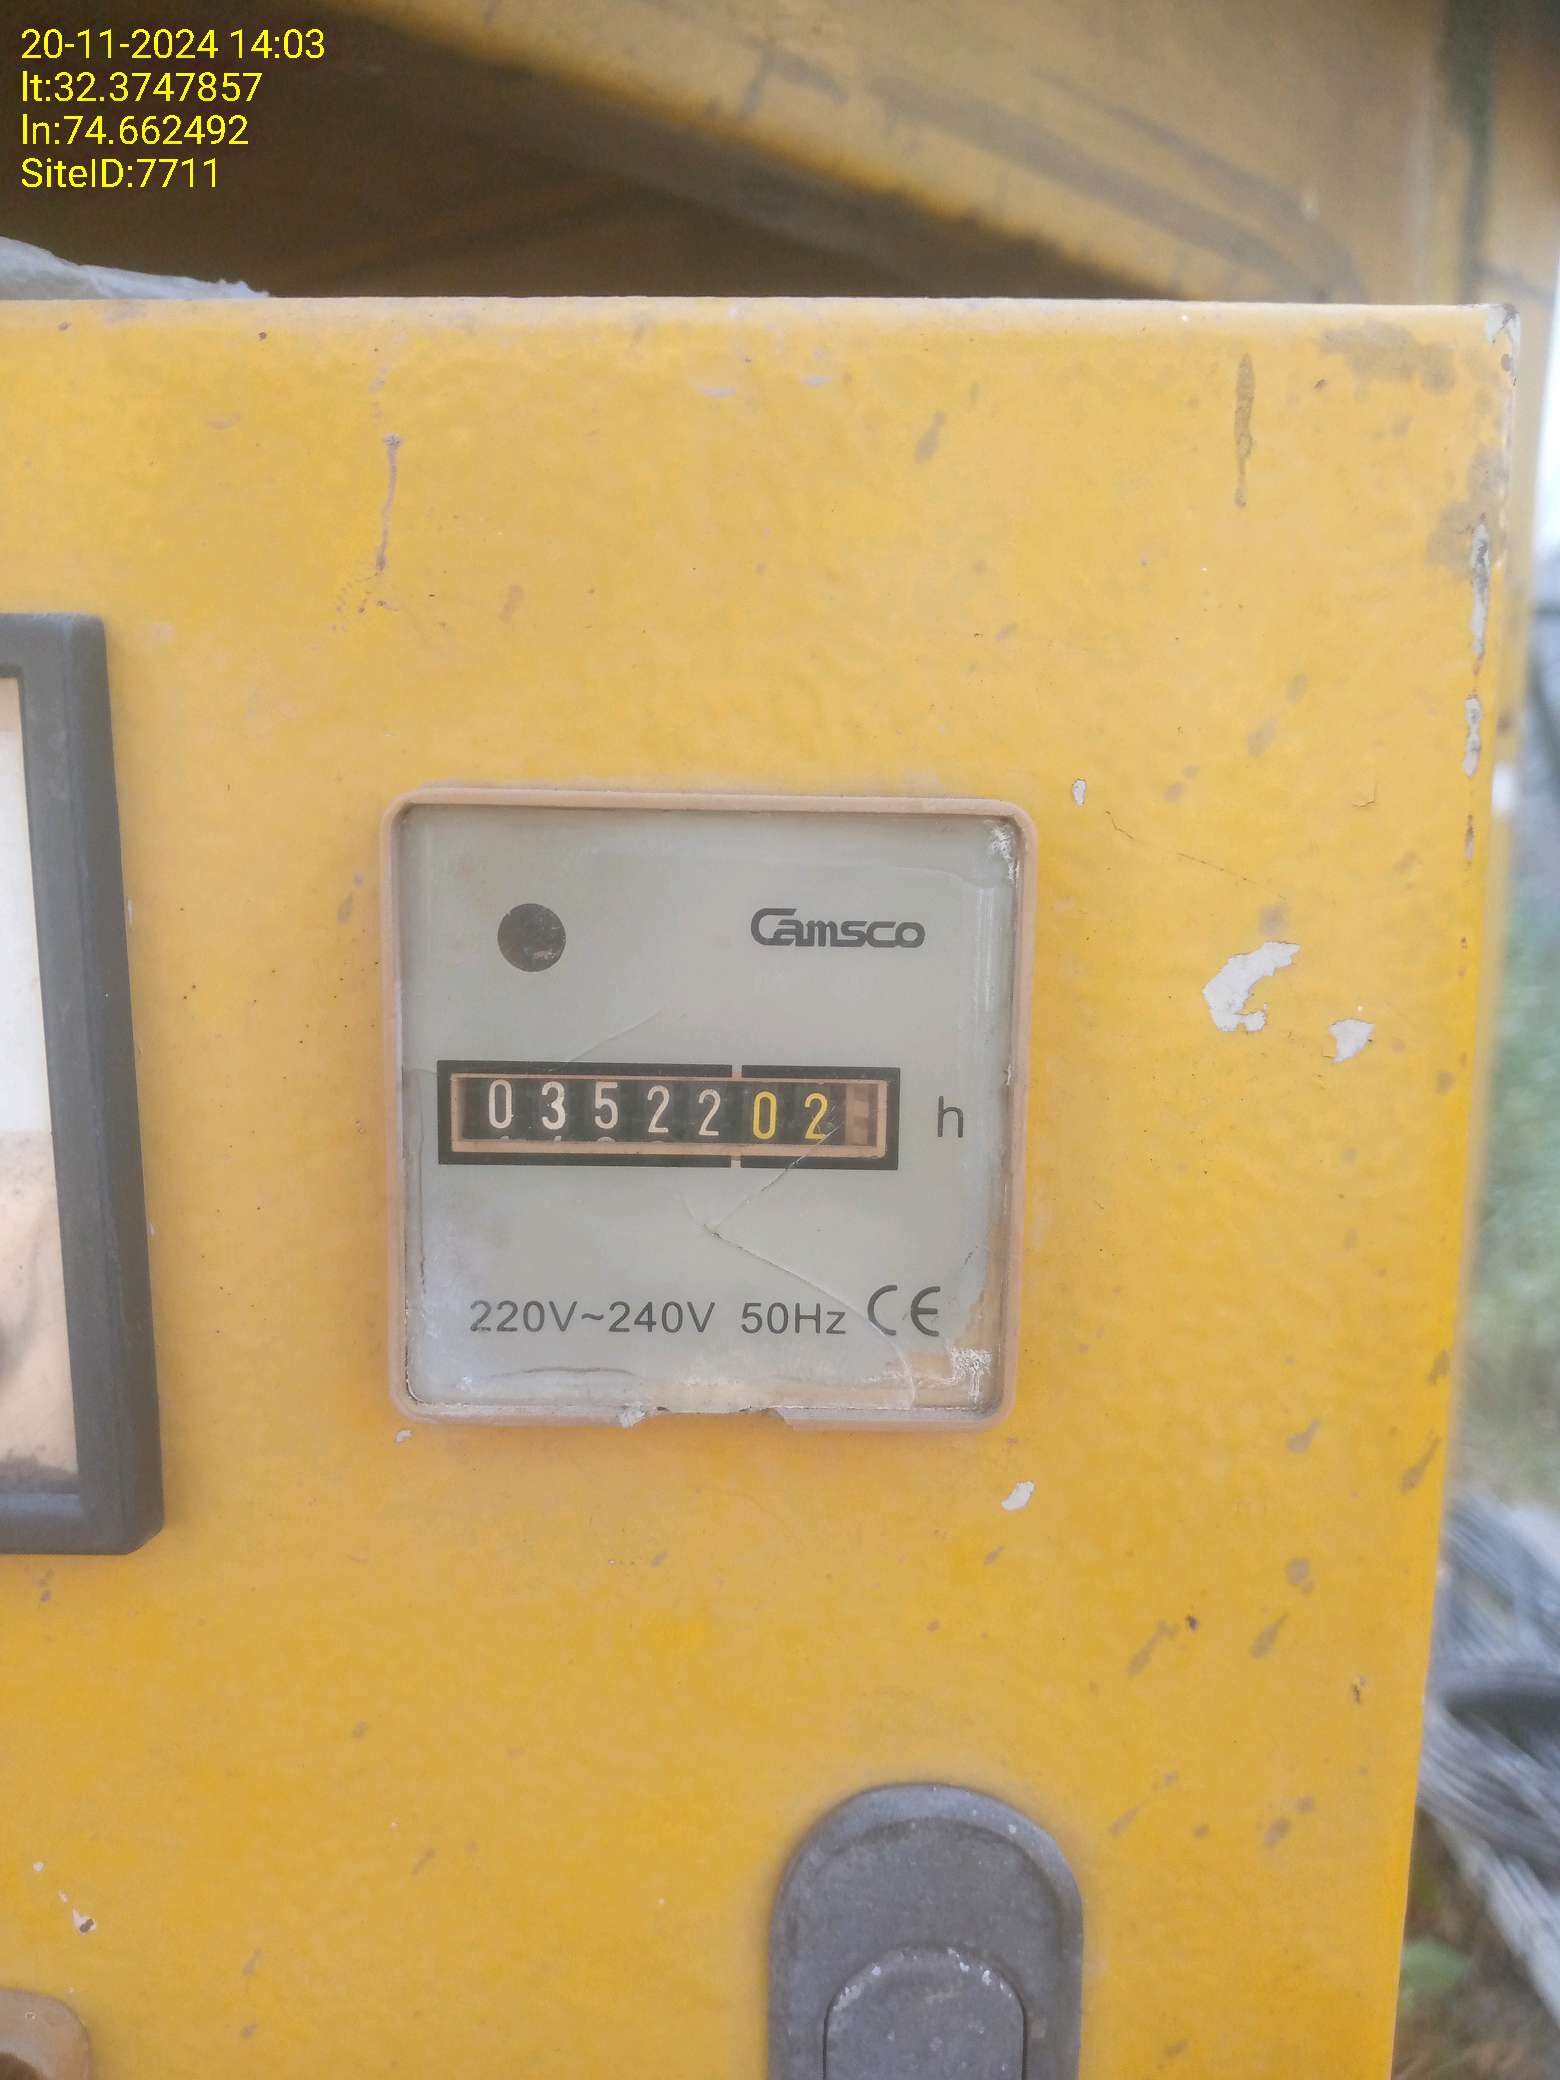 20-11-2024 14:03
lt:32.3747857
ln:74.662492
SiteID:7711
Camsco
0352202 h
220V~240V 50Hz CE